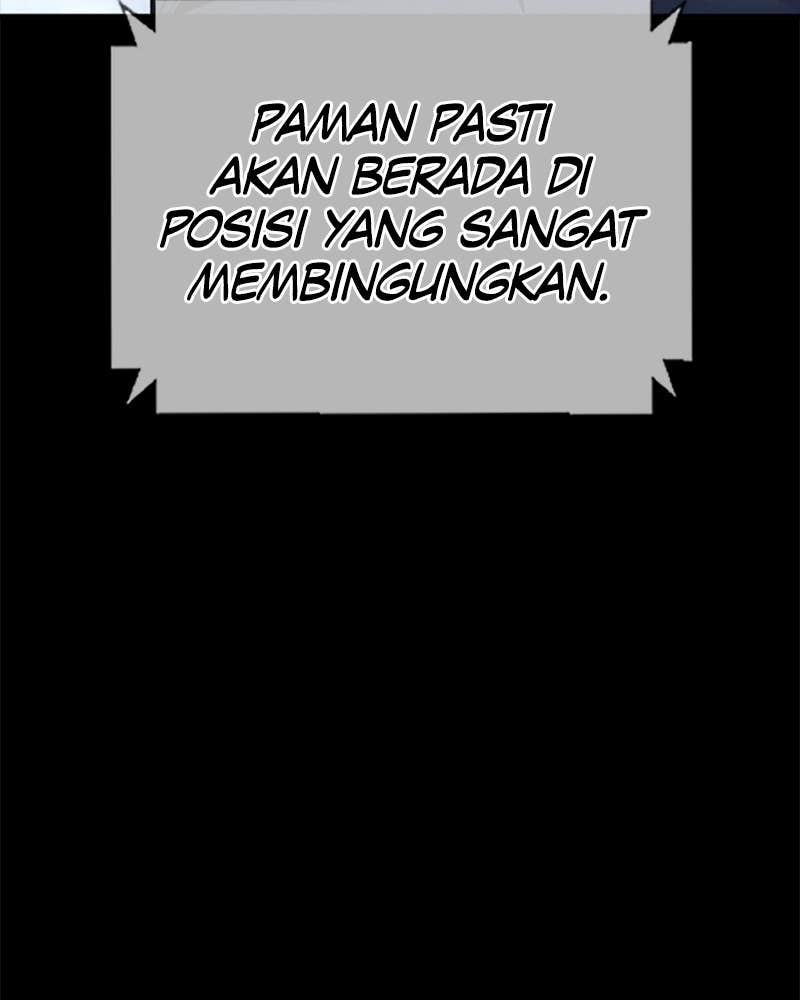 PAMAN PASTI
AKAN BERADA DI
POSISI YANG SANGAT
MEMBINGUNGKAN.